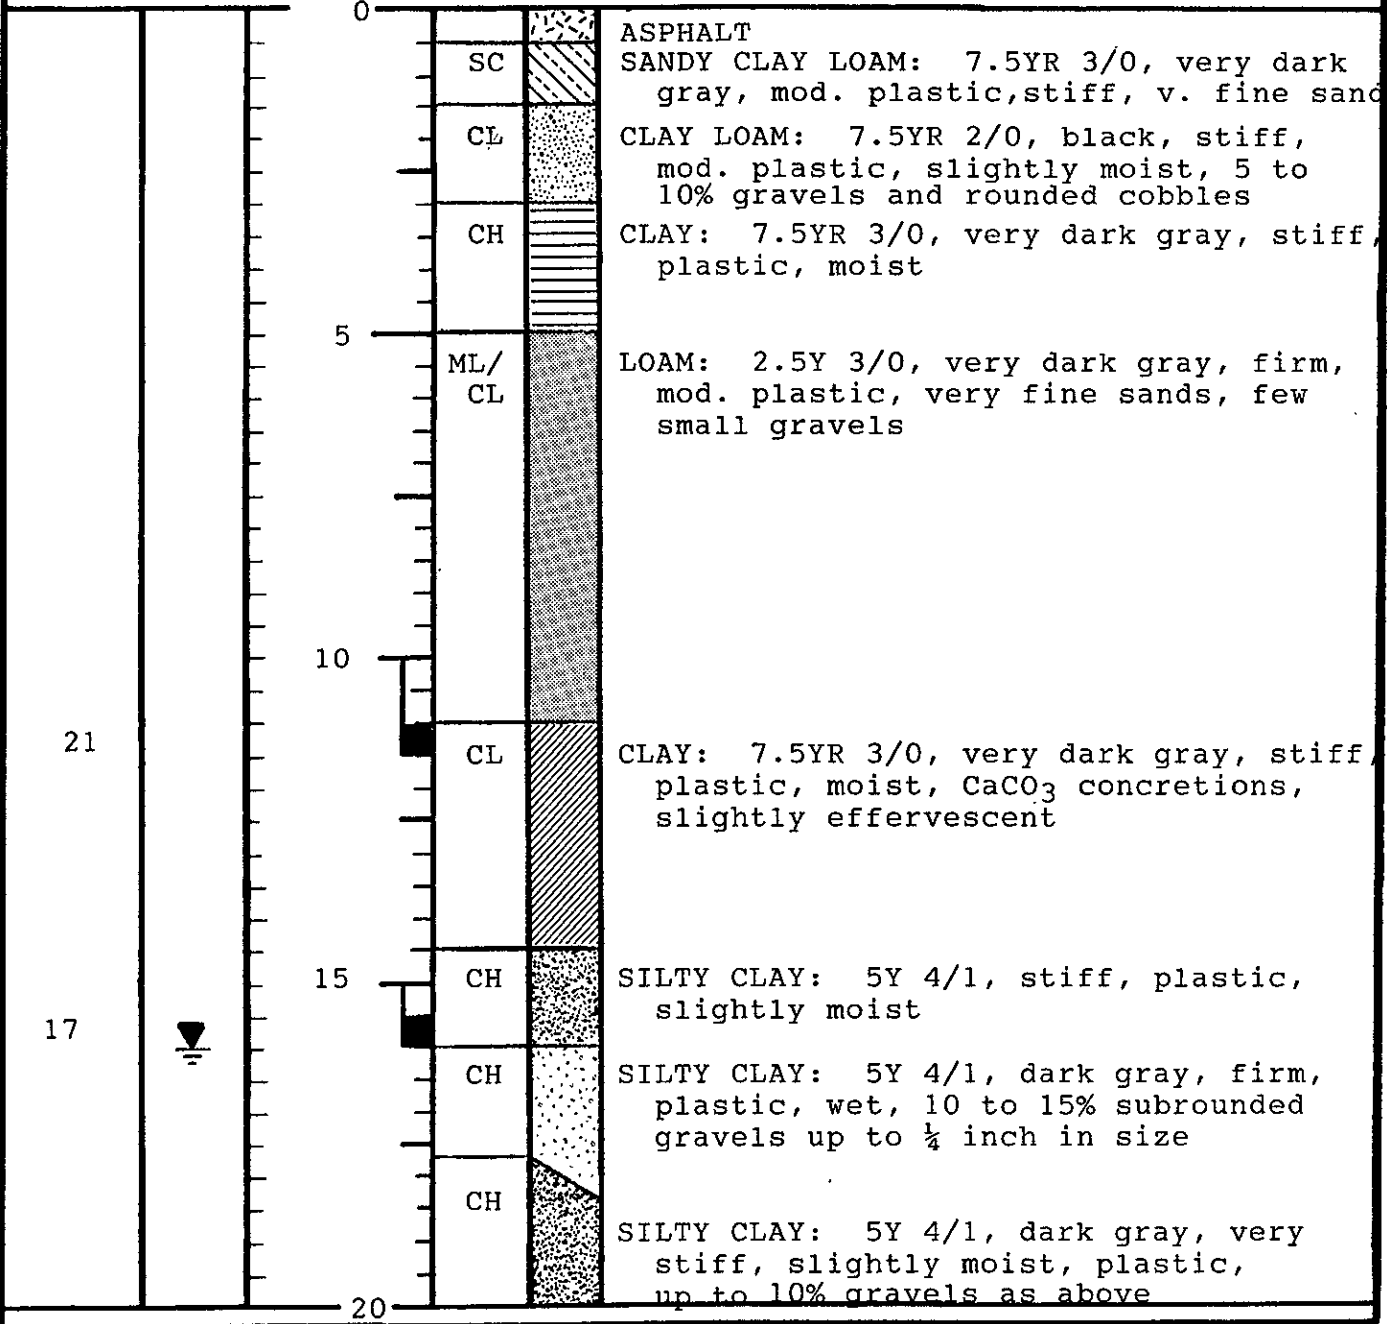 0
ASPHALT
SC SANDY CLAY LOAM: 7.5YR 3/0, very dark
gray, mod. plastic,stiff, v. fine sand
CL CLAY LOAM: 7.5YR 2/0, black, stiff,
mod. plastic, slightly moist, 5 to
10% gravels and rounded cobbles
CH CLAY: 7.5YR 3/0, very dark gray, stiff,
plastic, moist
5
ML/ LOAM: 2.5Y 3/0, very dark gray, firm,
CL mod. plastic, very fine sands, few
small gravels
10
21
CL CLAY: 7.5YR 3/0, very dark gray, stiff,
plastic, moist, CaCO3 concretions,
slightly effervescent
15 CH SILTY CLAY: 5Y 4/1, stiff, plastic,
slightly moist
17
CH SILTY CLAY: 5Y 4/1, dark gray, firm,
plastic, wet, 10 to 15% subrounded
gravels up to ¼ inch in size
CH
SILTY CLAY: 5Y 4/1, dark gray, very
stiff, slightly moist, plastic,
up to 10% gravels as above
20